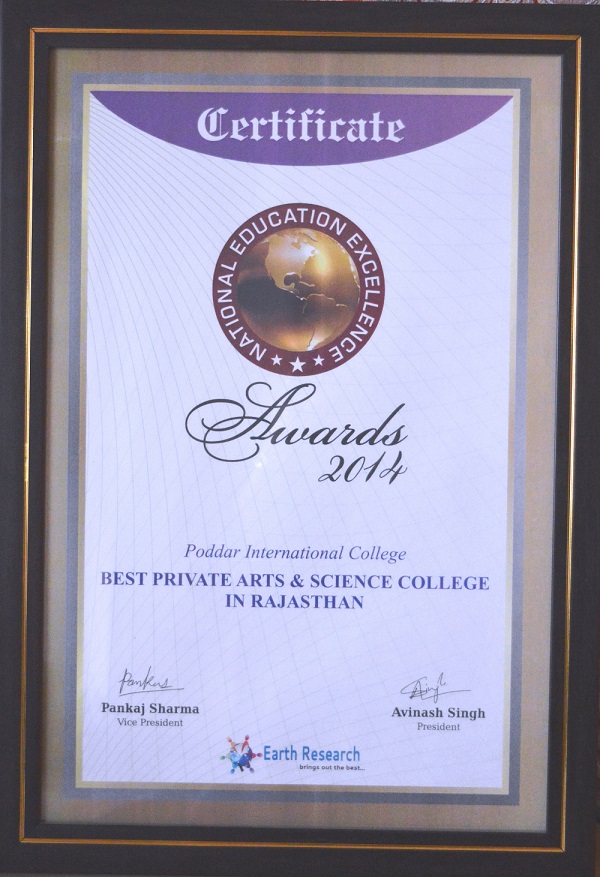 Certificate
NATIONAL EDUCATION EXCELLENCE
Awards
2014
Poddar International College
BEST PRIVATE ARTS & SCIENCE COLLEGE
IN RAJASTHAN
Pankaj Sharma
Vice President
Avinash Singh
President
Earth Research
brings out the best...